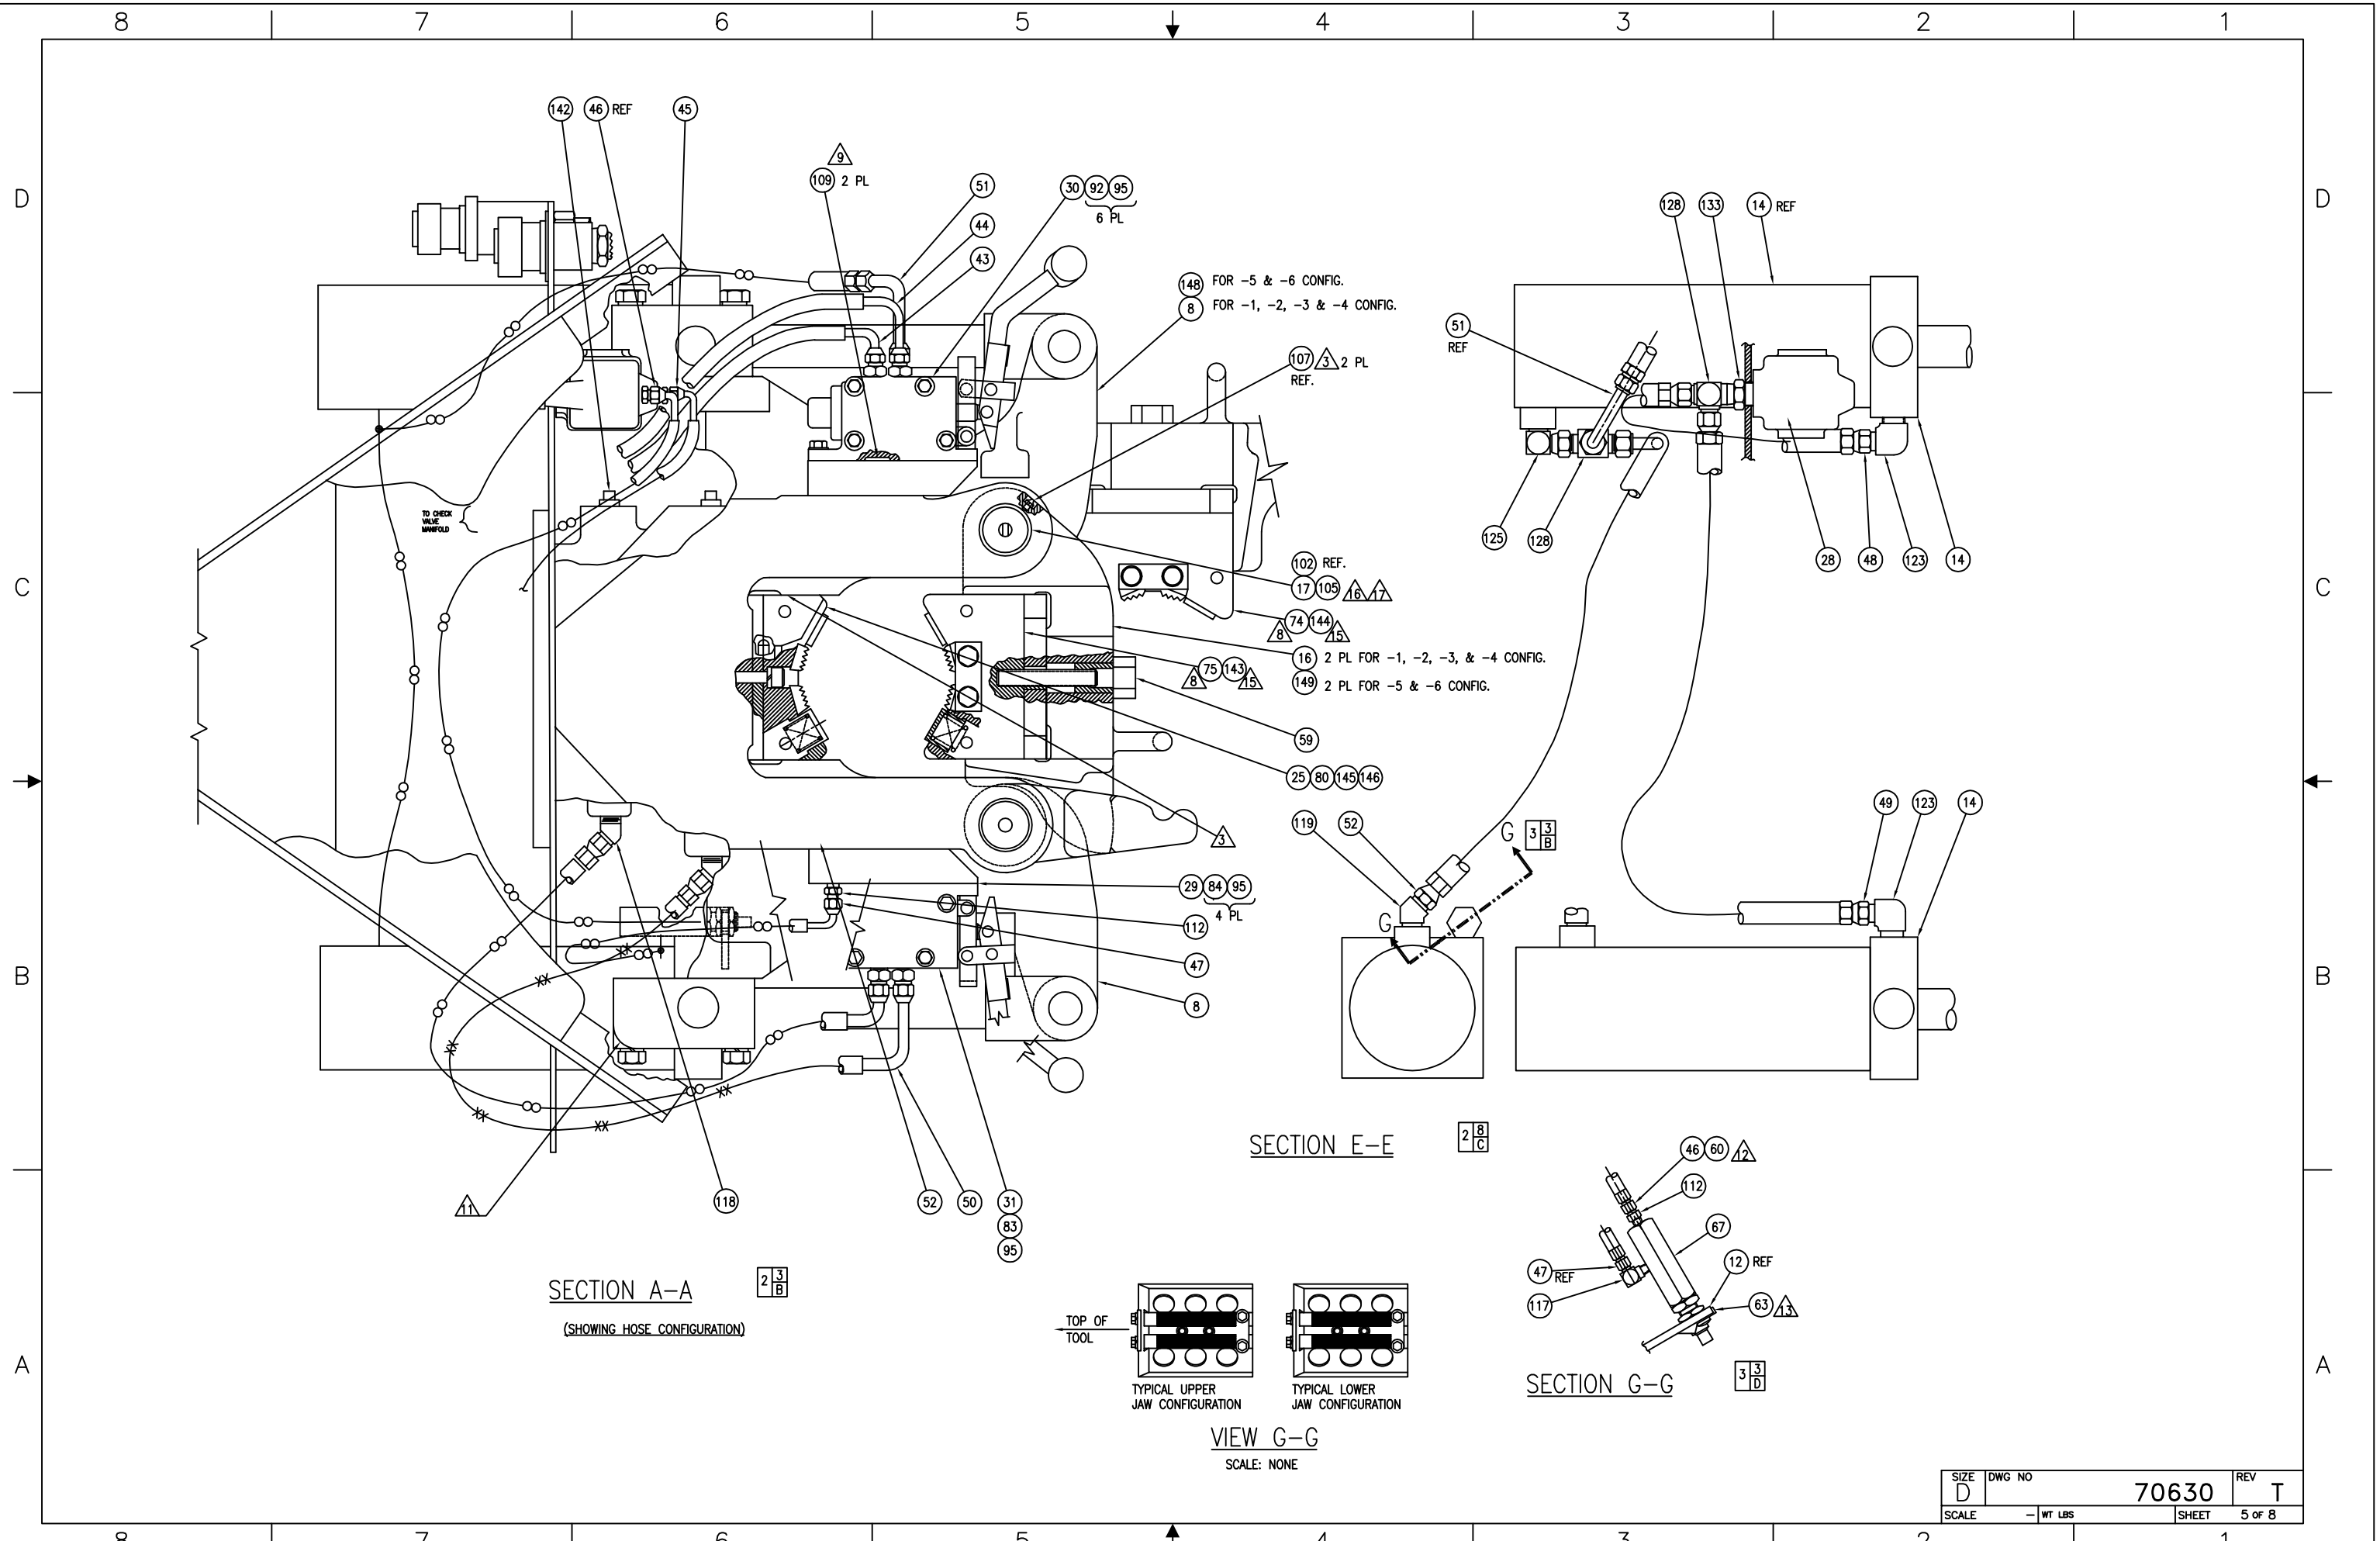 8 7 6 5 4 3 2 1
D
D
C
C
B
B
A
A
142
46 REF
45
9
109 2 PL
51
44
43
30 92 95
6 PL
148 FOR -5 & -6 CONFIG.
8 FOR -1, -2, -3 & -4 CONFIG.
107 3 2 PL
REF.
TO CHECK
VALVE
MANIFOLD
102 REF.
17 105 16 17
74 144
8 15
16 2 PL FOR -1, -2, -3, & -4 CONFIG.
75 143
8 15
149 2 PL FOR -5 & -6 CONFIG.
59
25 80 145 146
3
29 84 95
4 PL
112
47
8
11
118
52
50
31
83
95
SECTION A-A
2 3 B
(SHOWING HOSE CONFIGURATION)
128
133
14 REF
51
REF
125
128
28
48
123
14
119
52
G
3 3 B
G
49
123
14
SECTION E-E
2 8 C
46 60 12
112
67
12 REF
47 REF
117
63 13
SECTION G-G
3 3 D
TOP OF
TOOL
TYPICAL UPPER
JAW CONFIGURATION
TYPICAL LOWER
JAW CONFIGURATION
VIEW G-G
SCALE: NONE
SIZE
D
DWG NO
70630
REV
T
SCALE -
WT LBS
SHEET 5 OF 8
8 7 6 5 4 3 2 1